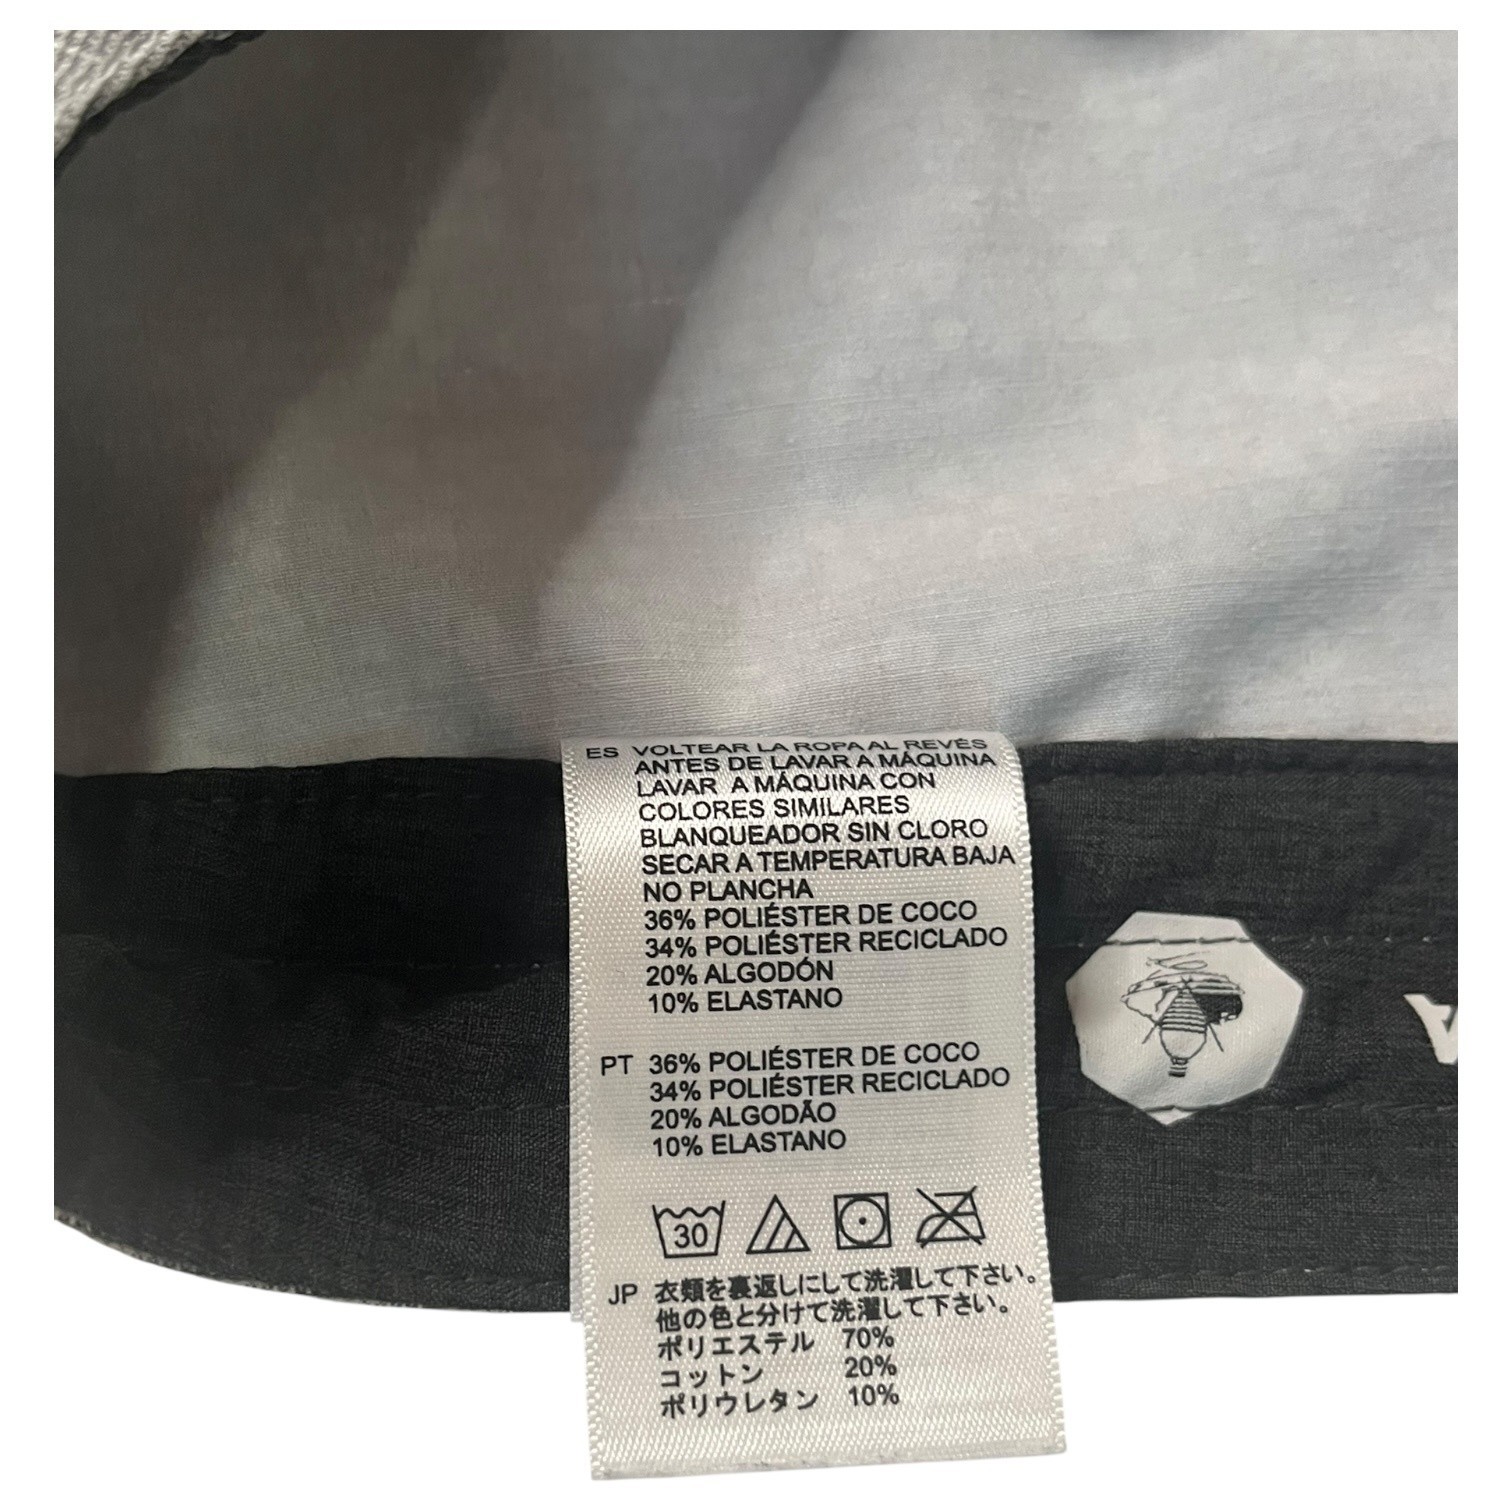 ES VOLTEAR LA ROPA AL REVÉS
ANTES DE LAVAR A MÁQUINA
LAVAR A MÁQUINA CON
COLORES SIMILARES
BLANQUEADOR SIN CLORO
SECAR A TEMPERATURA BAJA
NO PLANCHA
36% POLIÉSTER DE COCO
34% POLIÉSTER RECICLADO
20% ALGODÓN
10% ELASTANO
PT 36% POLIÉSTER DE COCO
34% POLIÉSTER RECICLADO
20% ALGODÃO
10% ELASTANO
30
JP 衣類を裏返しにして洗濯して下さい。
他の色と分けて洗濯して下さい。
ポリエステル 70%
コットン 20%
ポリウレタン 10%